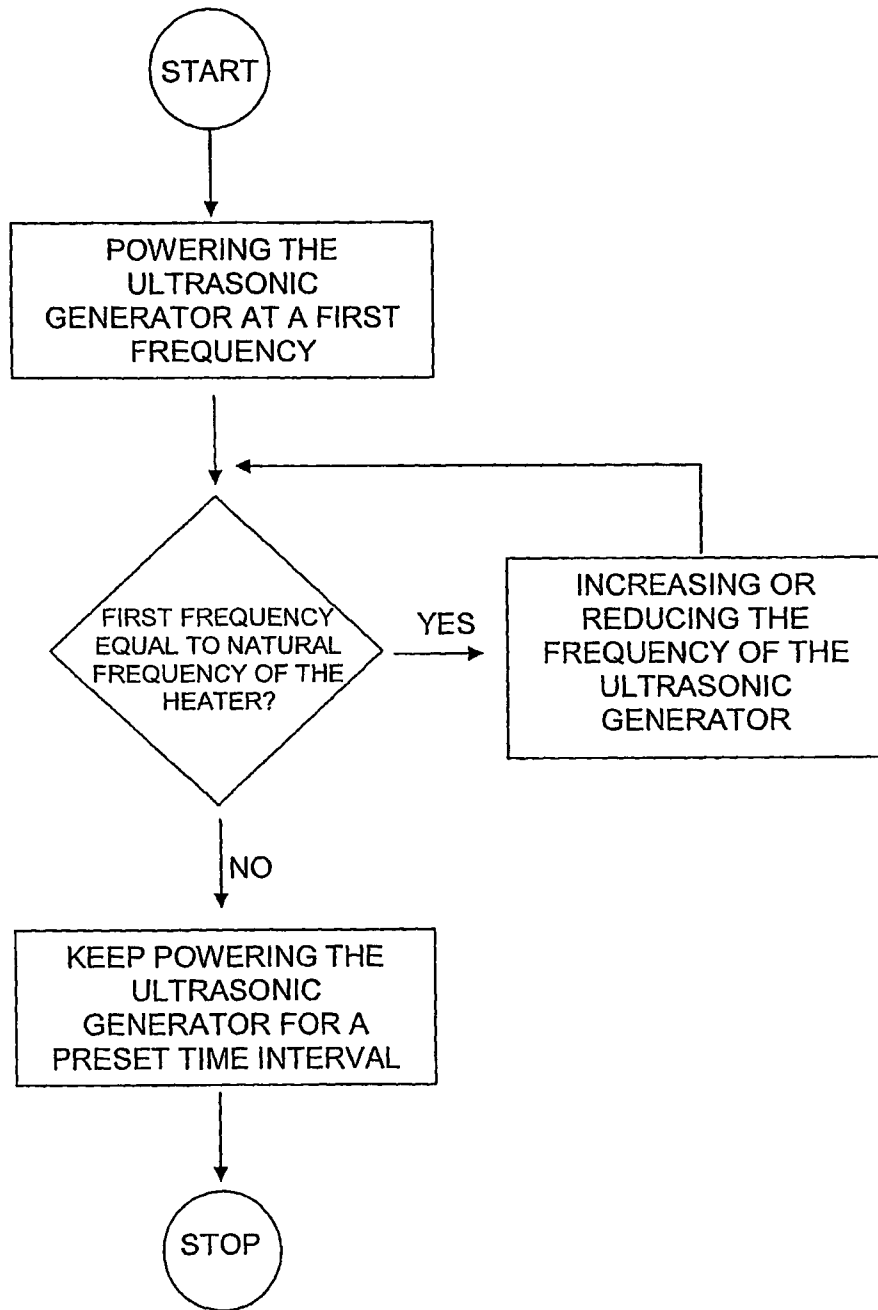 START
POWERING THE
ULTRASONIC
GENERATOR AT A FIRST
FREQUENCY
FIRST FREQUENCY
EQUAL TO NATURAL
FREQUENCY OF THE
HEATER?
YES
INCREASING OR
REDUCING THE
FREQUENCY OF THE
ULTRASONIC
GENERATOR
NO
KEEP POWERING THE
ULTRASONIC
GENERATOR FOR A
PRESET TIME INTERVAL
STOP